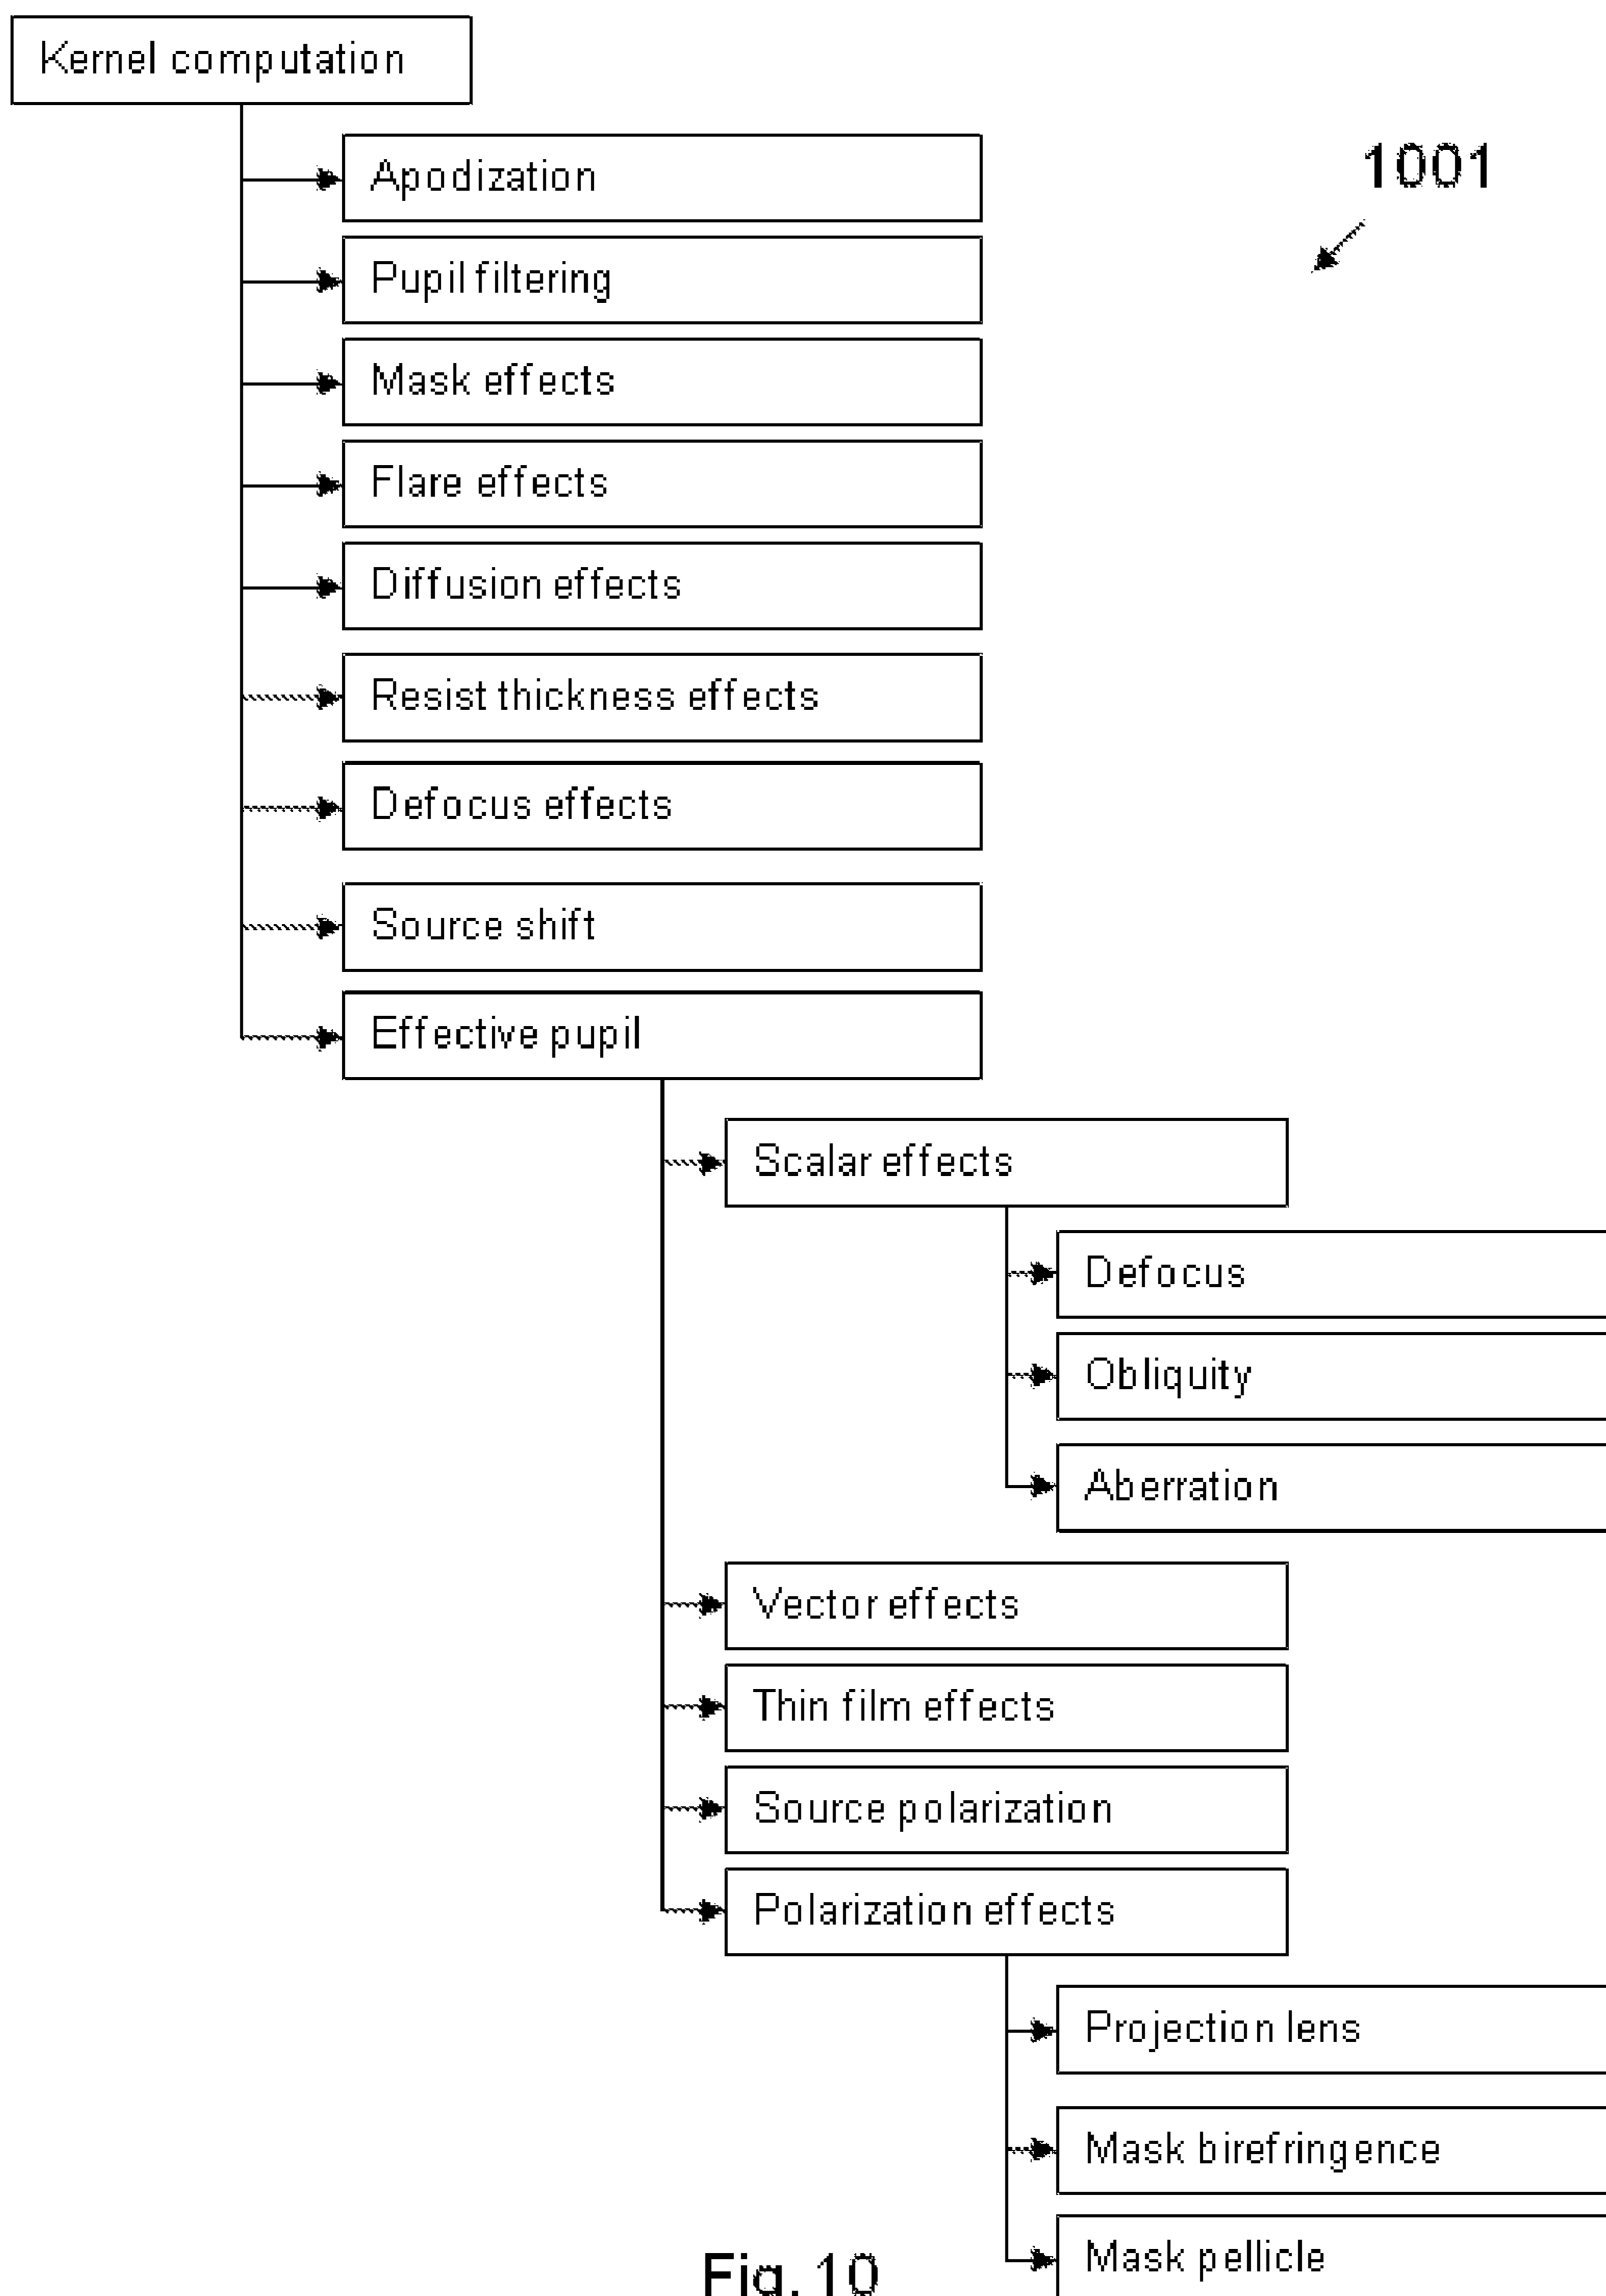 Kernel computation
1001
Apodization
Pupil filtering
Mask effects
Flare effects
Diffusion effects
Resist thickness effects
Defocus effects
Source shift
Effective pupil
Scalar effects
Defocus
Obliquity
Aberration
Vector effects
Thin film effects
Source polarization
Polarization effects
Projection lens
Mask birefringence
Mask pellicle
Fig. 10